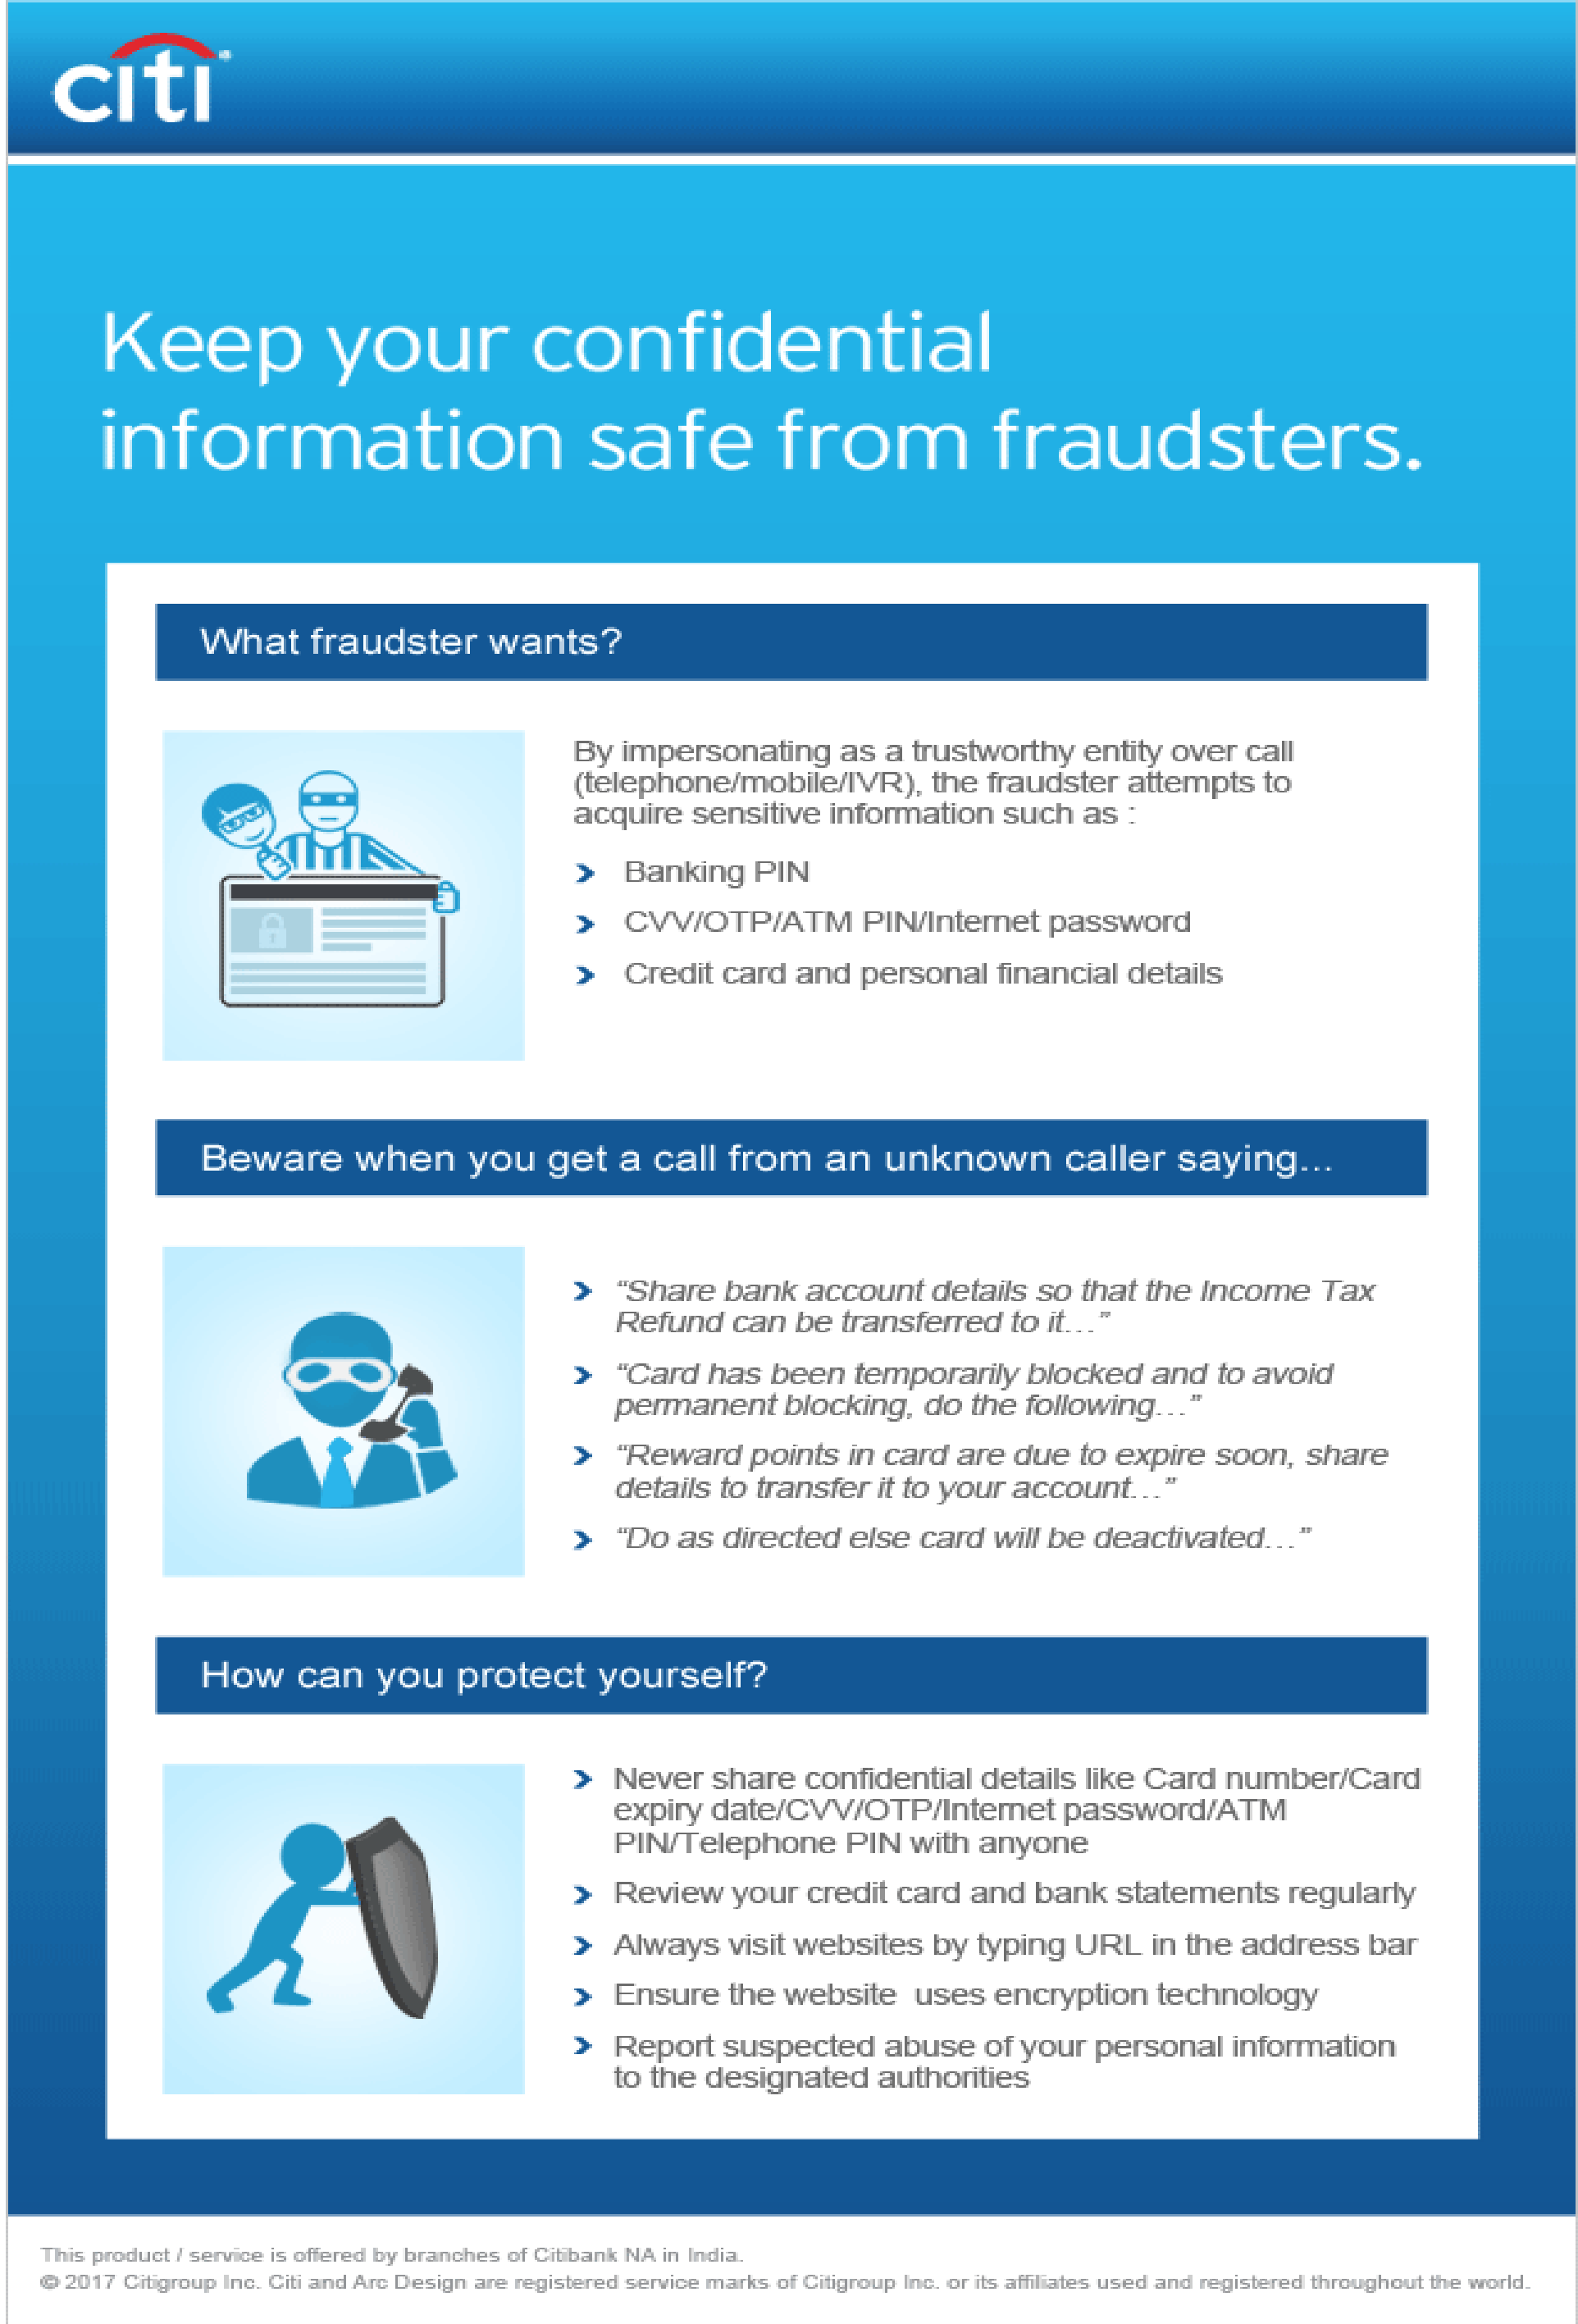 citi
Keep your confidential
information safe from fraudsters.
What fraudster wants?
By impersonating as a trustworthy entity over call
(telephone/mobile/IVR), the fraudster attempts to
acquire sensitive information such as :
Banking PIN
CVV/OTP/ATM PIN/Internet password
Credit card and personal financial details
Beware when you get a call from an unknown caller saying...
“Share bank account details so that the Income Tax
Refund can be transferred to it...”
“Card has been temporarily blocked and to avoid
permanent blocking, do the following...”
“Reward points in card are due to expire soon, share
details to transfer it to your account...”
“Do as directed else card will be deactivated...”
How can you protect yourself?
Never share confidential details like Card number/Card
expiry date/CVV/OTP/Internet password/ATM
PIN/Telephone PIN with anyone
Review your credit card and bank statements regularly
Always visit websites by typing URL in the address bar
Ensure the website uses encryption technology
Report suspected abuse of your personal information
to the designated authorities
This product / service is offered by branches of Citibank NA in India.
© 2017 Citigroup Inc. Citi and Arc Design are registered service marks of Citigroup Inc. or its affiliates used and registered throughout the world.